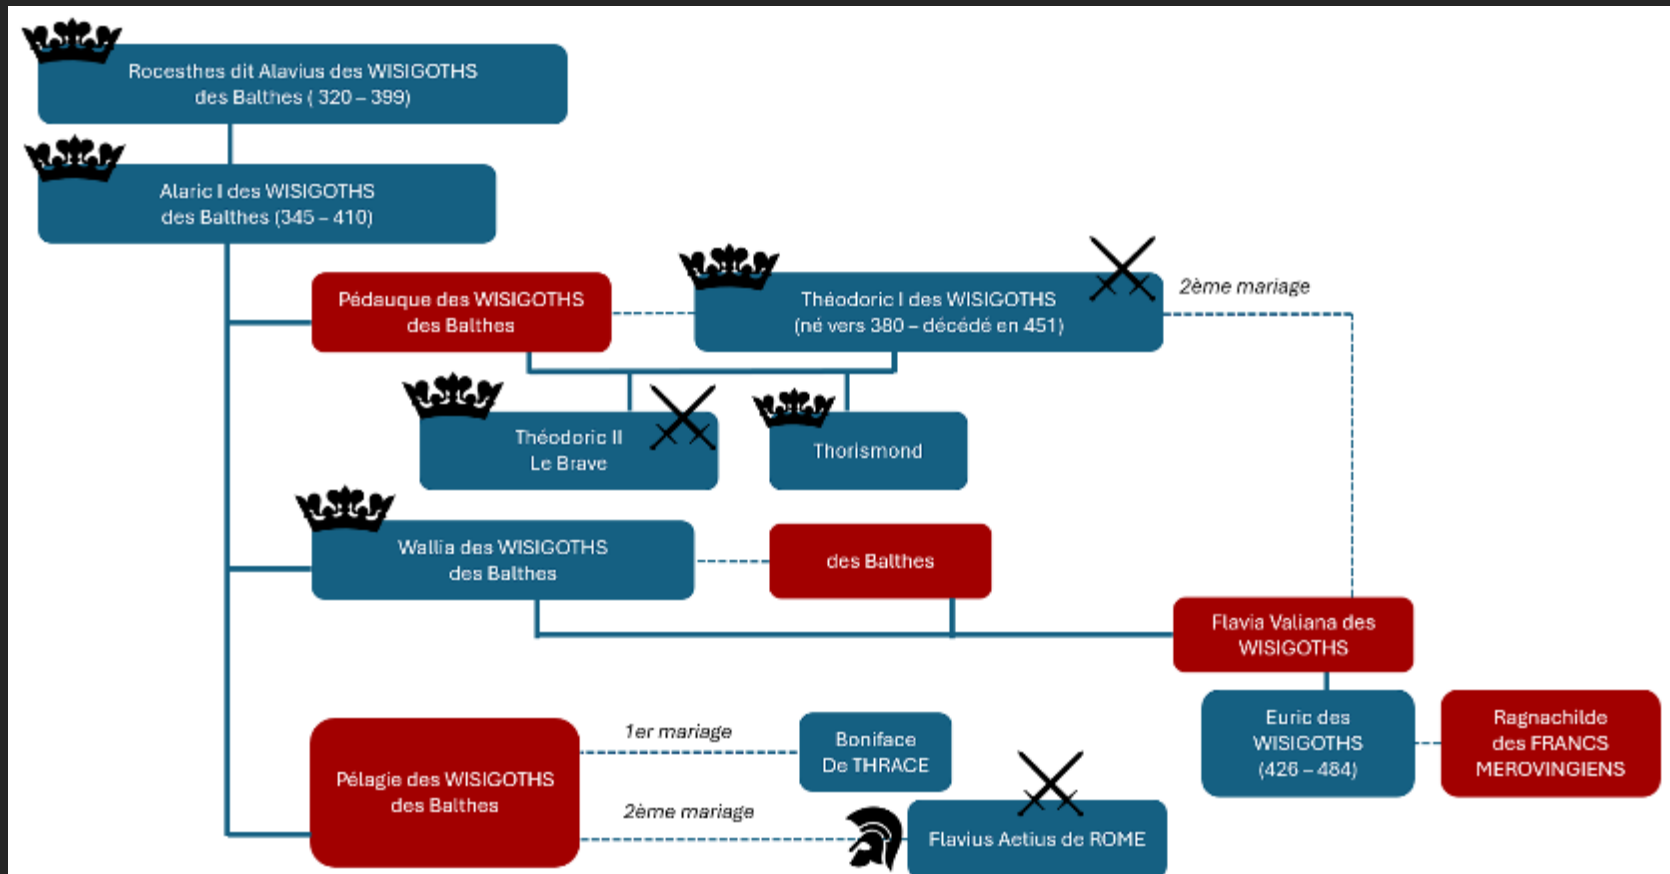 Rocesthes dit Alavius des WISIGOTHS
des Balthes ( 320 – 399)
Alaric I des WISIGOTHS
des Balthes (345 – 410)
Pédauque des WISIGOTHS
des Balthes
Théodoric I des WISIGOTHS
(né vers 380 – décédé en 451)
2ème mariage
Théodoric II
Le Brave
Thorismond
Wallia des WISIGOTHS
des Balthes
des Balthes
Flavia Valiana des
WISIGOTHS
Euric des
WISIGOTHS
(426 – 484)
Ragnachilde
des FRANCS
MEROVINGIENS
Pélagie des WISIGOTHS
des Balthes
1er mariage
Boniface
De THRACE
2ème mariage
Flavius Aetius de ROME